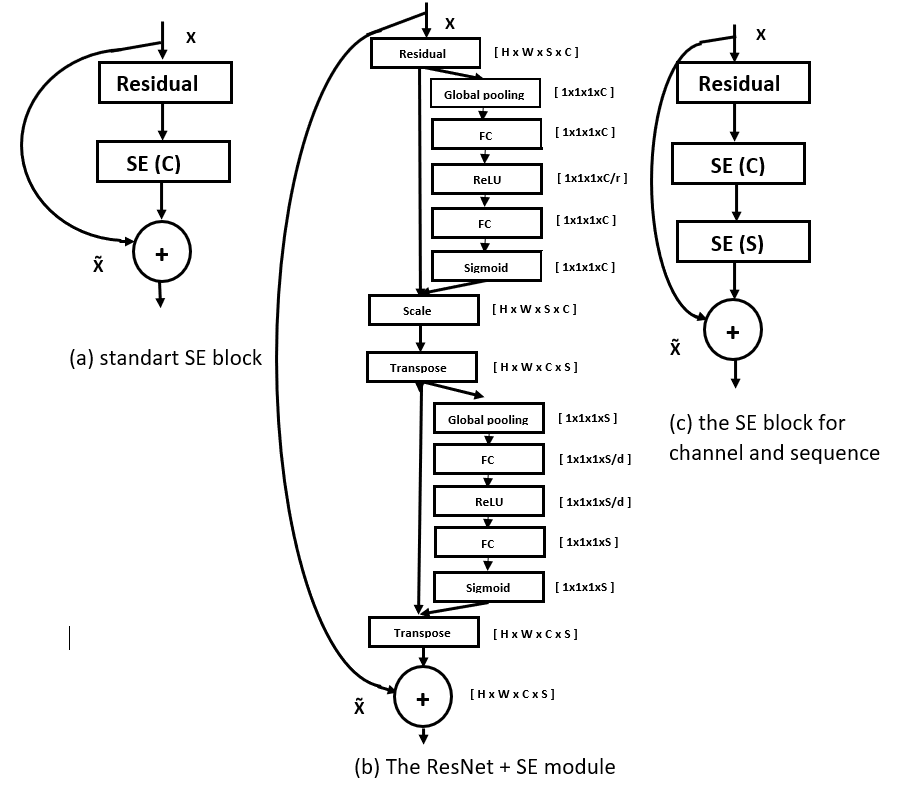 X
Residual
SE (C)
+
X̃
(a) standart SE block
X
Residual [ H x W x S x C ]
Global pooling [ 1x1x1xC ]
FC [ 1x1x1xC ]
ReLU [ 1x1x1xC/r ]
FC [ 1x1x1xC ]
Sigmoid [ 1x1x1xC ]
Scale [ H x W x S x C ]
Transpose [ H x W x C x S ]
Global pooling [ 1x1x1xS ]
FC [ 1x1x1xS/d ]
ReLU [ 1x1x1xS/d ]
FC [ 1x1x1xS ]
Sigmoid [ 1x1x1xS ]
Transpose [ H x W x C x S ]
+ [ H x W x C x S ]
X̃
(b) The ResNet + SE module
X
Residual
SE (C)
SE (S)
+
X̃
(c) the SE block for
channel and sequence